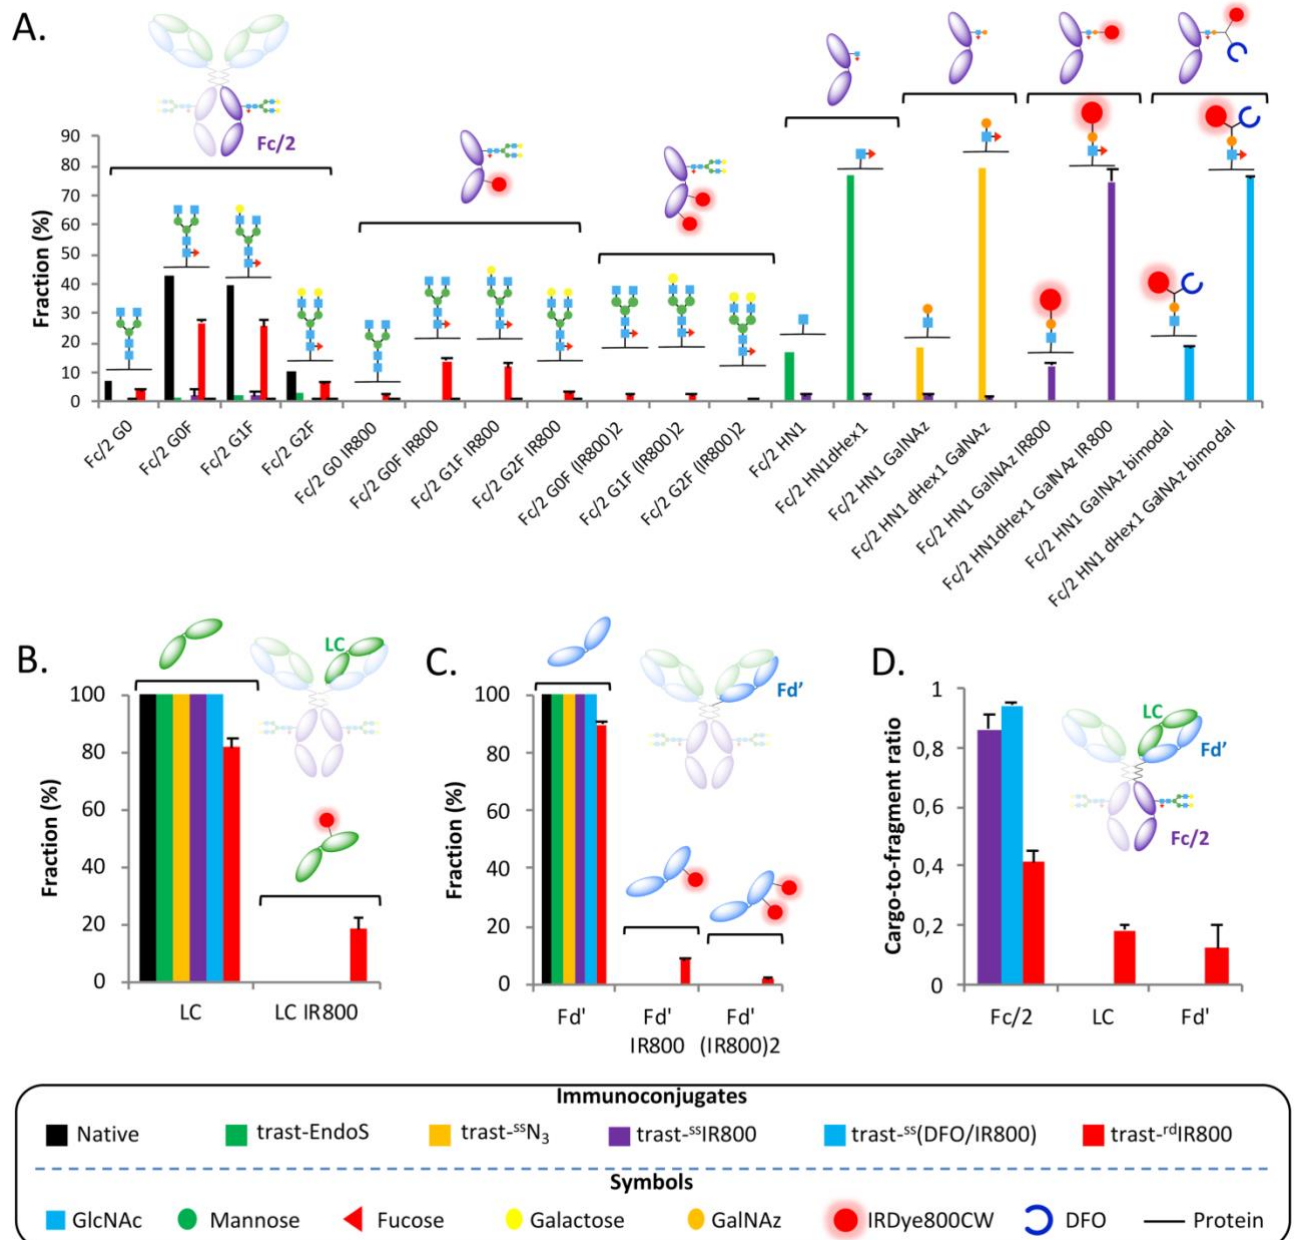 A.
Fc/2
Fraction (%)
90
80
70
60
50
40
30
20
10
0
Fc/2 G0
Fc/2 G0F
Fc/2 G1F
Fc/2 G2F
Fc/2 G0 IR800
Fc/2 G0F IR800
Fc/2 G1F IR800
Fc/2 G2F IR800
Fc/2 G0F (IR800)2
Fc/2 G1F (IR800)2
Fc/2 G2F (IR800)2
Fc/2 HN1
Fc/2 HN1dHex1
Fc/2 HN1 GalNAz
Fc/2 HN1 dHex1 GalNAz
Fc/2 HN1 GalNAz IR800
Fc/2 HN1dHex1 GalNAz IR800
Fc/2 HN1 GalNAz bimodal
Fc/2 HN1 dHex1 GalNAz bimodal
B.
LC
Fraction (%)
100
80
60
40
20
0
LC
LC IR800
C.
Fd'
Fraction (%)
100
80
60
40
20
0
Fd'
Fd'
IR800
Fd'
(IR800)2
D.
LC
Fd'
Fc/2
Cargo-to-fragment ratio
1
0,8
0,6
0,4
0,2
0
Fc/2
LC
Fd'
Immunoconjugates
Native
trast-EndoS
trast-ssN3
trast-ssIR800
trast-ss(DFO/IR800)
trast-rdIR800
Symbols
GlcNAc
Mannose
Fucose
Galactose
GalNAz
IRDye800CW
DFO
Protein